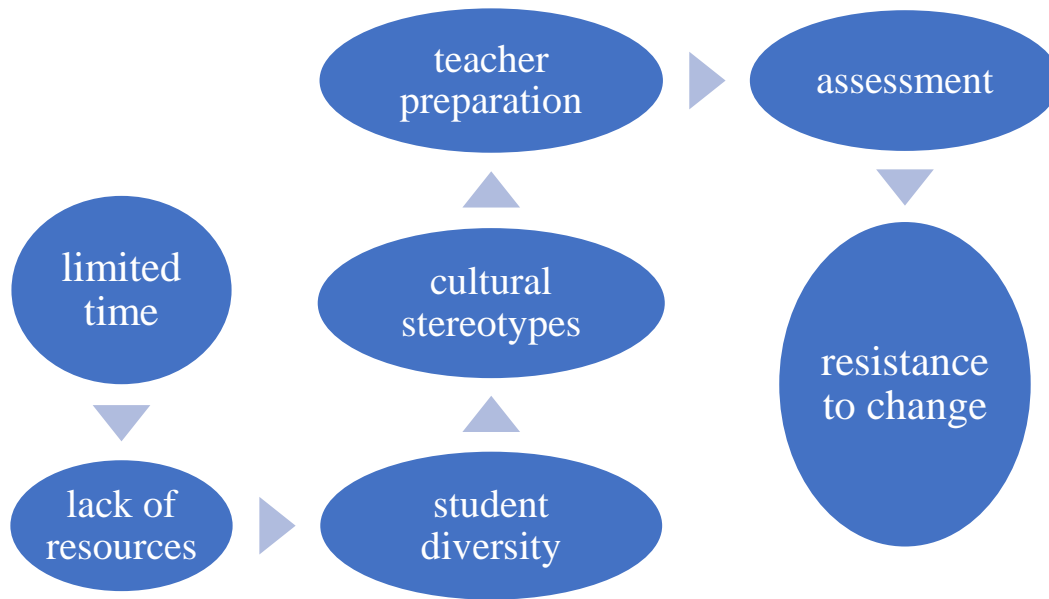 limited
time
lack of
resources
student
diversity
cultural
stereotypes
teacher
preparation
assessment
resistance
to change